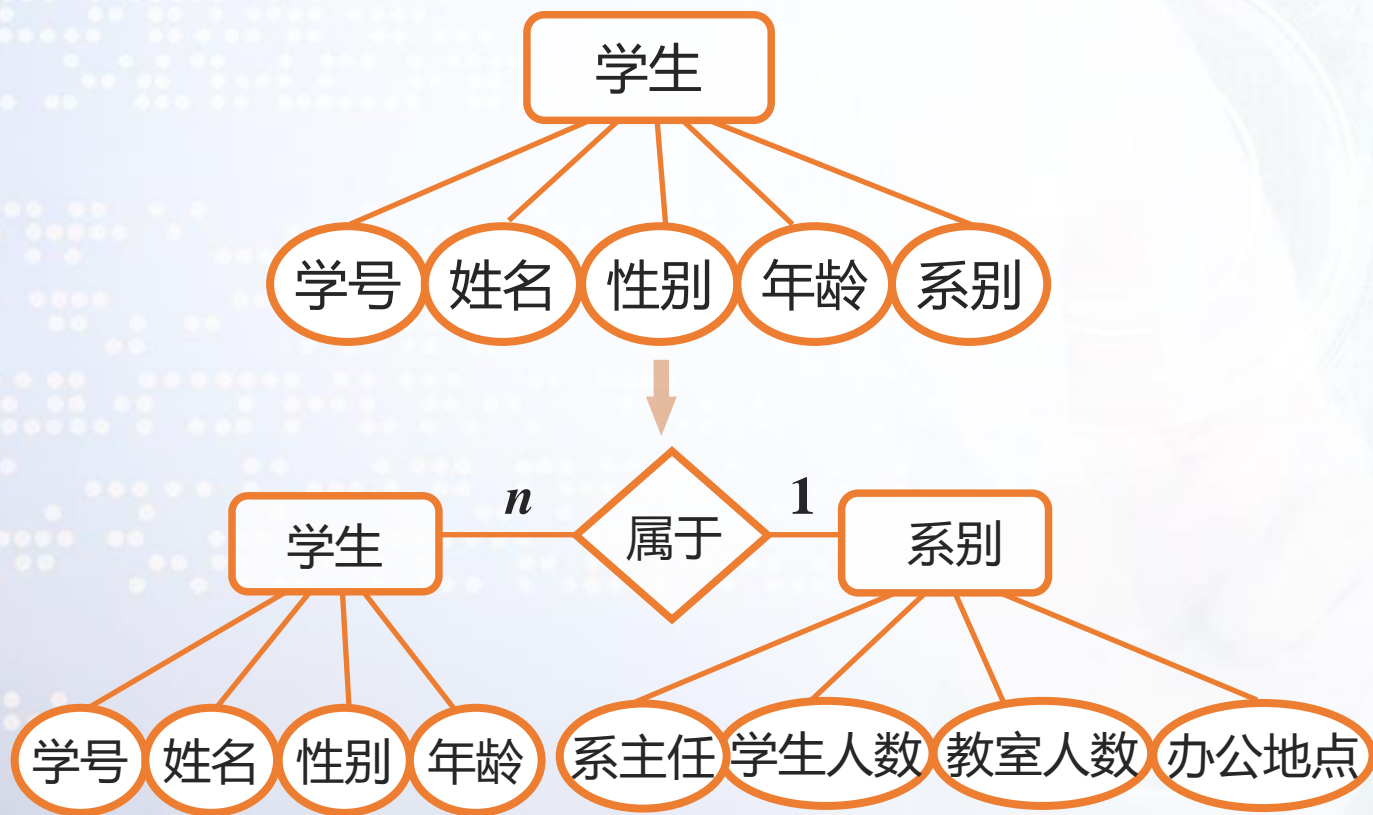 学生
学号 姓名 性别 年龄 系别
n 属于 1
学生 系别
学号 姓名 性别 年龄 系主任 学生人数 教室人数 办公地点